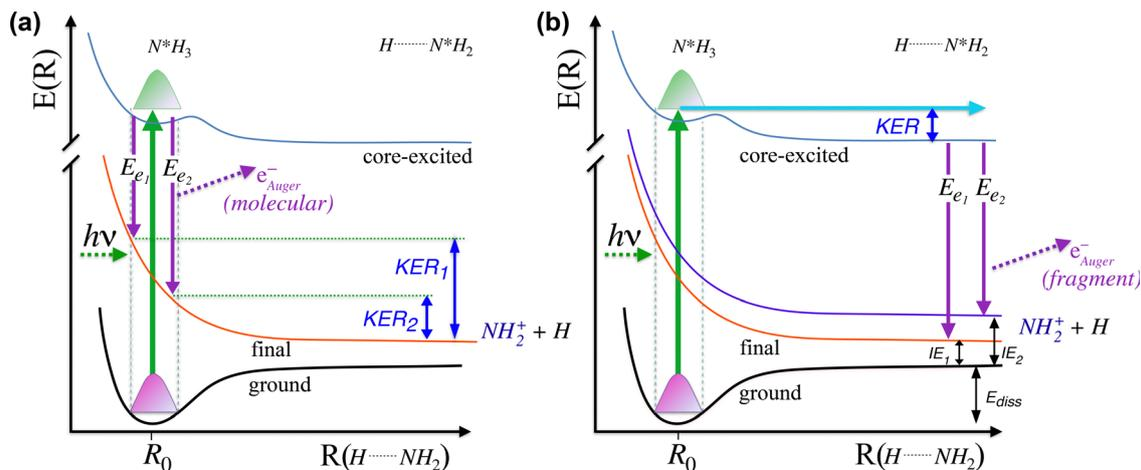 (a)
E(R)
N*H₃
H┈┈N*H₂
core-excited
Eₑ₁
Eₑ₂
e⁻Auger
(molecular)
hν
KER₁
KER₂
NH₂⁺ + H
final
ground
R₀
R(H┈┈NH₂)
(b)
E(R)
N*H₃
H┈┈N*H₂
KER
core-excited
Eₑ₁
Eₑ₂
hν
e⁻Auger
(fragment)
NH₂⁺ + H
final
IE₁
IE₂
ground
Ediss
R₀
R(H┈┈NH₂)